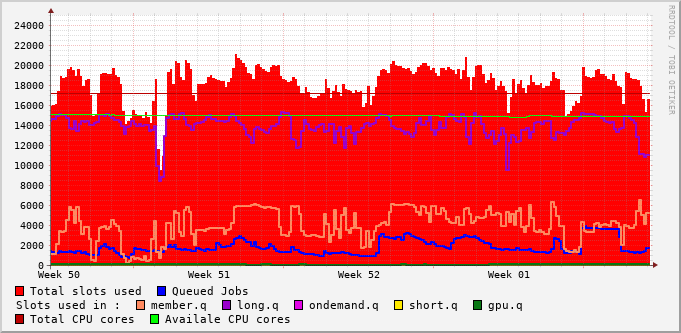 RRDTOOL / TOBI OETIKER
24000
22000
20000
18000
16000
14000
12000
10000
8000
6000
4000
2000
0
Week 50 Week 51 Week 52 Week 01
Total slots used Queued Jobs
Slots used in : member.q long.q ondemand.q short.q gpu.q
Total CPU cores Availale CPU cores